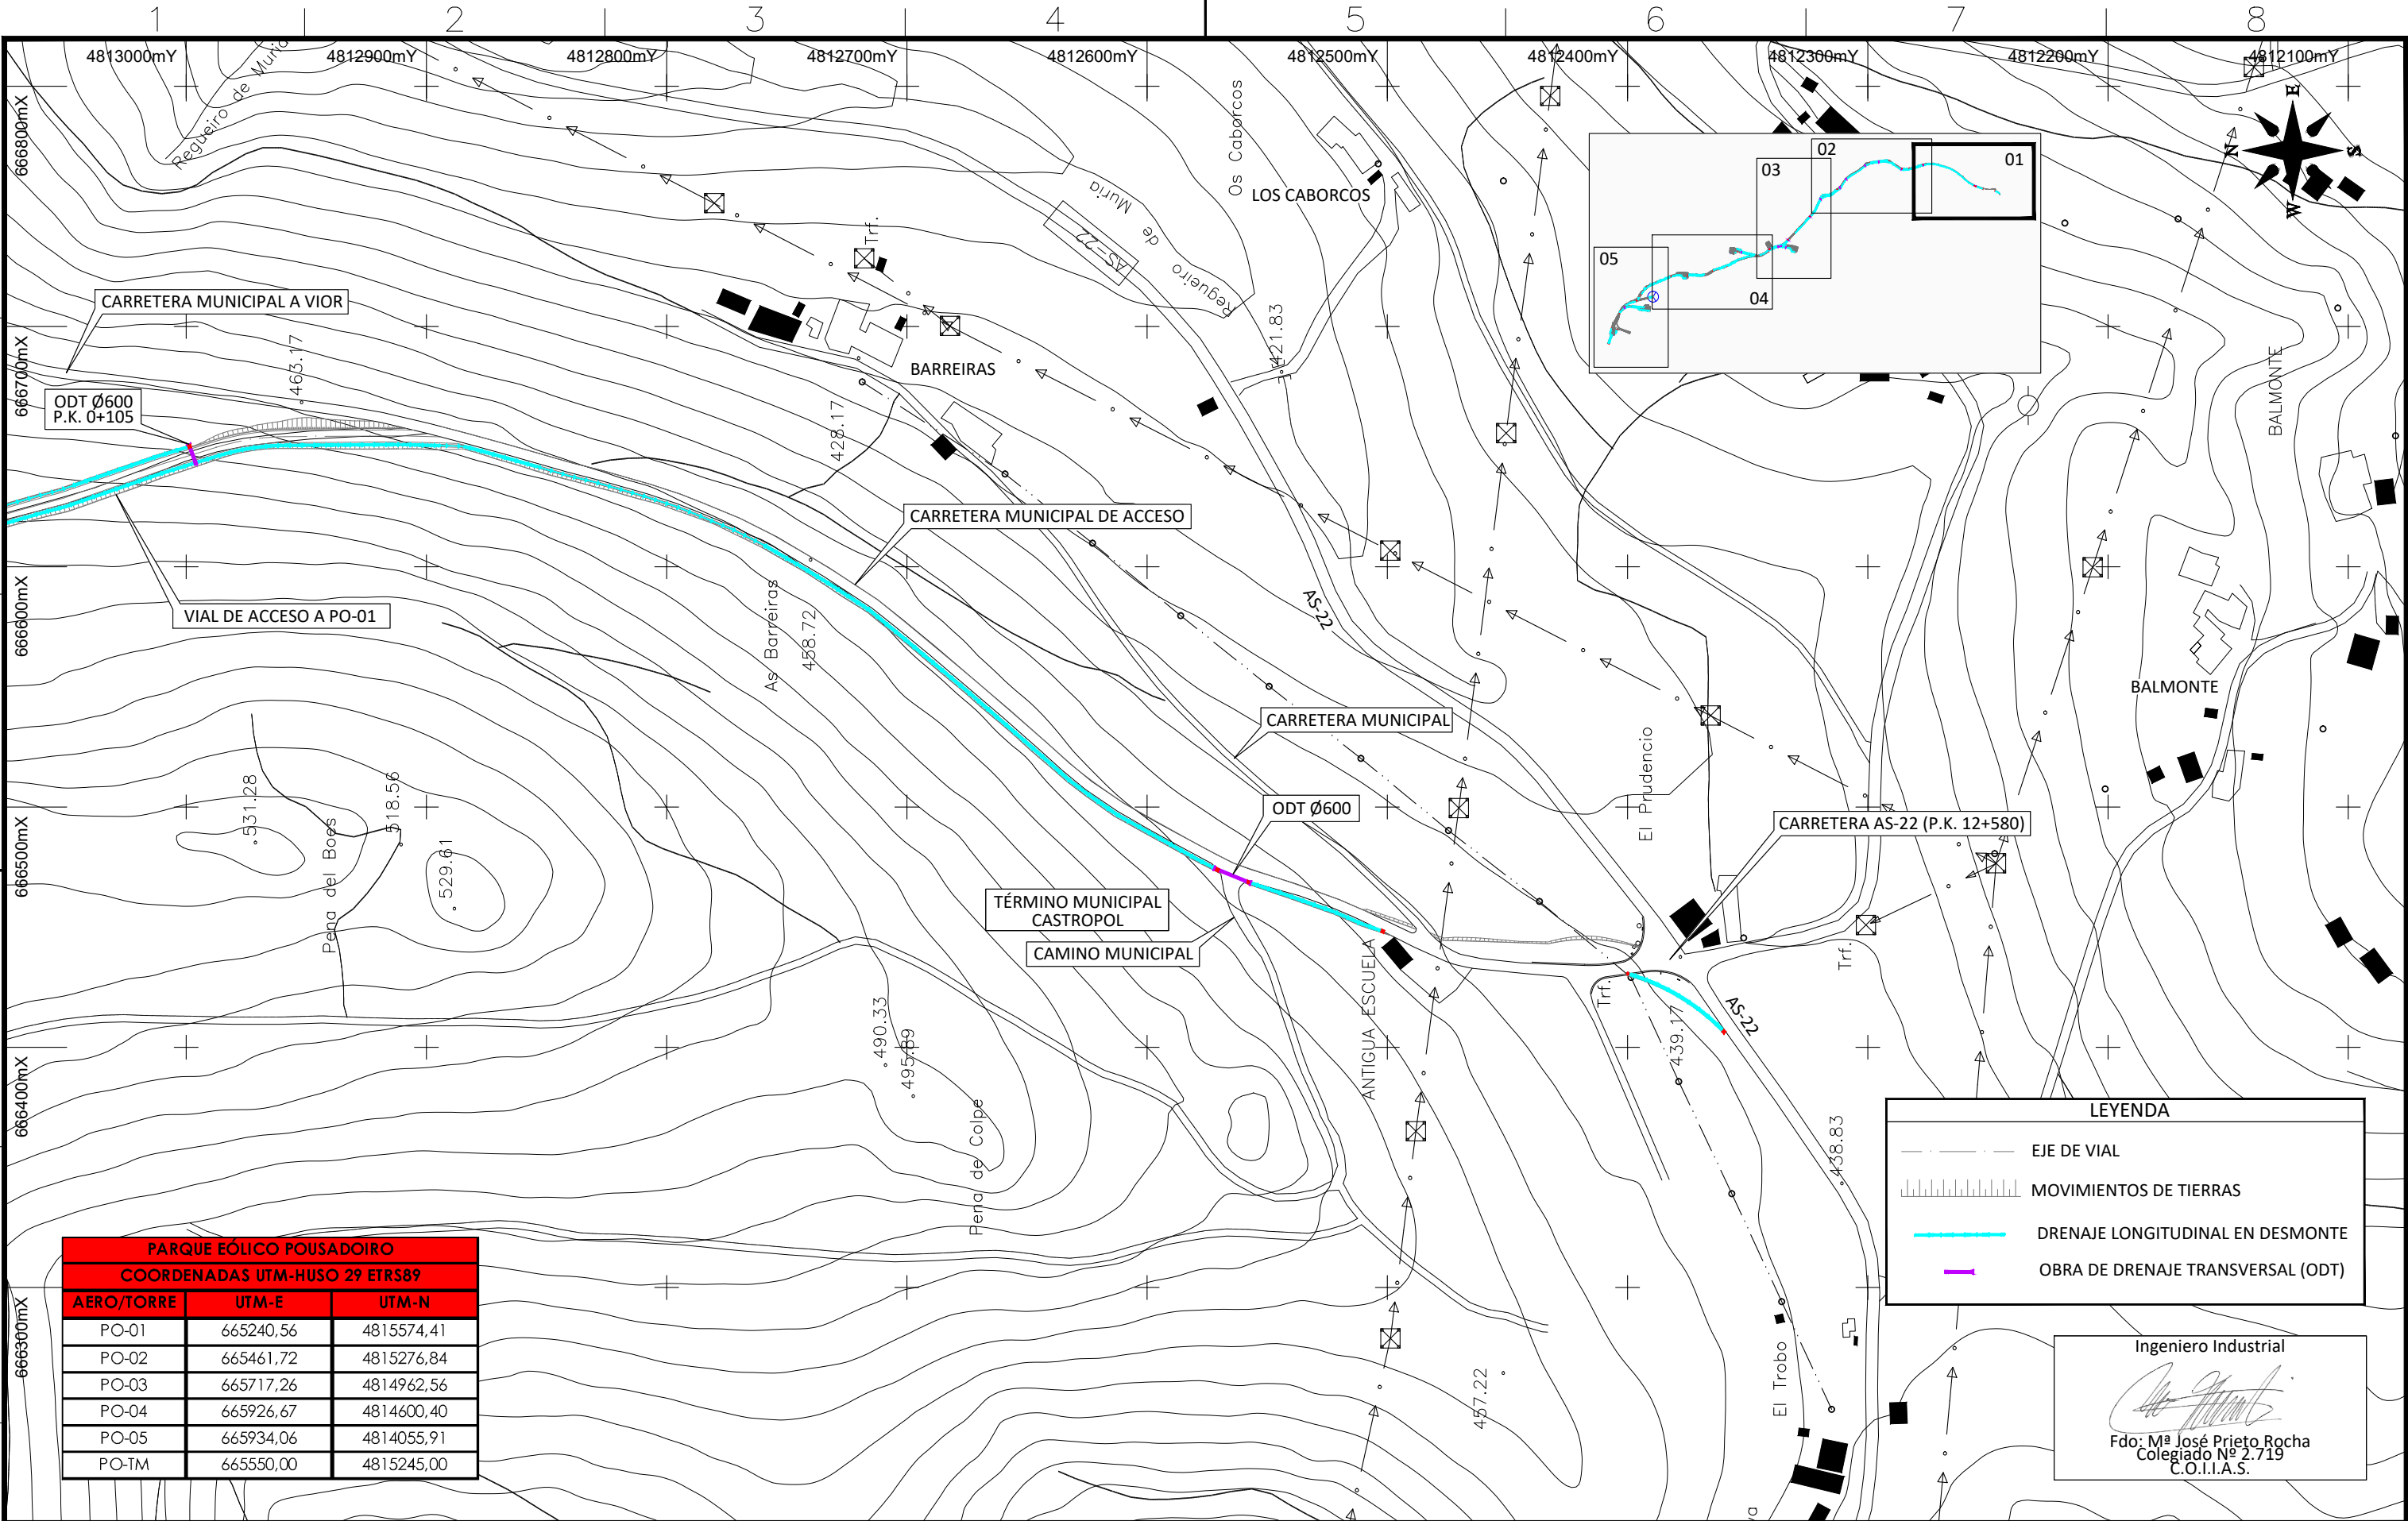 1 2 3 4 5 6 7 8
4813000mY 4812900mY 4812800mY 4812700mY 4812600mY 4812500mY 4812400mY 4812300mY 4812200mY 4812100mY
666800mX
666700mX
666600mX
666500mX
666400mX
666300mX
Regueiro de Muria
Trf.
Muria
de
Regueiro
AS-22
Os Caborcos
LOS CABORCOS
421.83
01
02
03
04
05
E
N
S
W
BALMONTE
CARRETERA MUNICIPAL A VIOR
463.17
ODT Ø600
P.K. 0+105
BARREIRAS
428.17
CARRETERA MUNICIPAL DE ACCESO
VIAL DE ACCESO A PO-01
As Barreiras
458.72
AS-22
CARRETERA MUNICIPAL
BALMONTE
El Prudencio
531.28
518.56
529.61
Pena del Boes
ODT Ø600
CARRETERA AS-22 (P.K. 12+580)
TÉRMINO MUNICIPAL
CASTROPOL
CAMINO MUNICIPAL
ANTIGUA ESCUELA
Trf.
Trf.
AS-22
439.17
490.33
495.89
Pena de Colpe
438.83
457.22
El Trobo
LEYENDA
EJE DE VIAL
MOVIMIENTOS DE TIERRAS
DRENAJE LONGITUDINAL EN DESMONTE
OBRA DE DRENAJE TRANSVERSAL (ODT)
PARQUE EÓLICO POUSADOIRO
COORDENADAS UTM-HUSO 29 ETRS89
AERO/TORRE UTM-E UTM-N
PO-01 665240,56 4815574,41
PO-02 665461,72 4815276,84
PO-03 665717,26 4814962,56
PO-04 665926,67 4814600,40
PO-05 665934,06 4814055,91
PO-TM 665550,00 4815245,00
Ingeniero Industrial
Fdo: Mª José Prieto Rocha
Colegiado Nº 2.719
C.O.I.I.A.S.